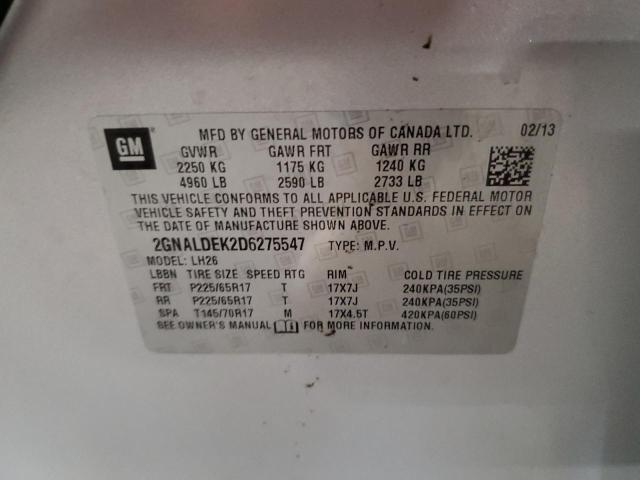 GM
MFD BY GENERAL MOTORS OF CANADA LTD. 02/13
GVWR GAWR FRT GAWR RR
2250 KG 1175 KG 1240 KG
4960 LB 2590 LB 2733 LB
THIS VEHICLE CONFORMS TO ALL APPLICABLE U.S. FEDERAL MOTOR
VEHICLE SAFETY AND THEFT PREVENTION STANDARDS IN EFFECT ON
THE DATE OF MANUFACTURE SHOWN ABOVE.
2GNALDEK2D6275547 TYPE: M.P.V.
MODEL: LH26
LBBN TIRE SIZE SPEED RTG RIM COLD TIRE PRESSURE
FRT P225/65R17 T 17X7J 240KPA(35PSI)
RR P225/65R17 T 17X7J 240KPA(35PSI)
SPA T145/70R17 M 17X4.5T 420KPA(60PSI)
SEE OWNER'S MANUAL FOR MORE INFORMATION.